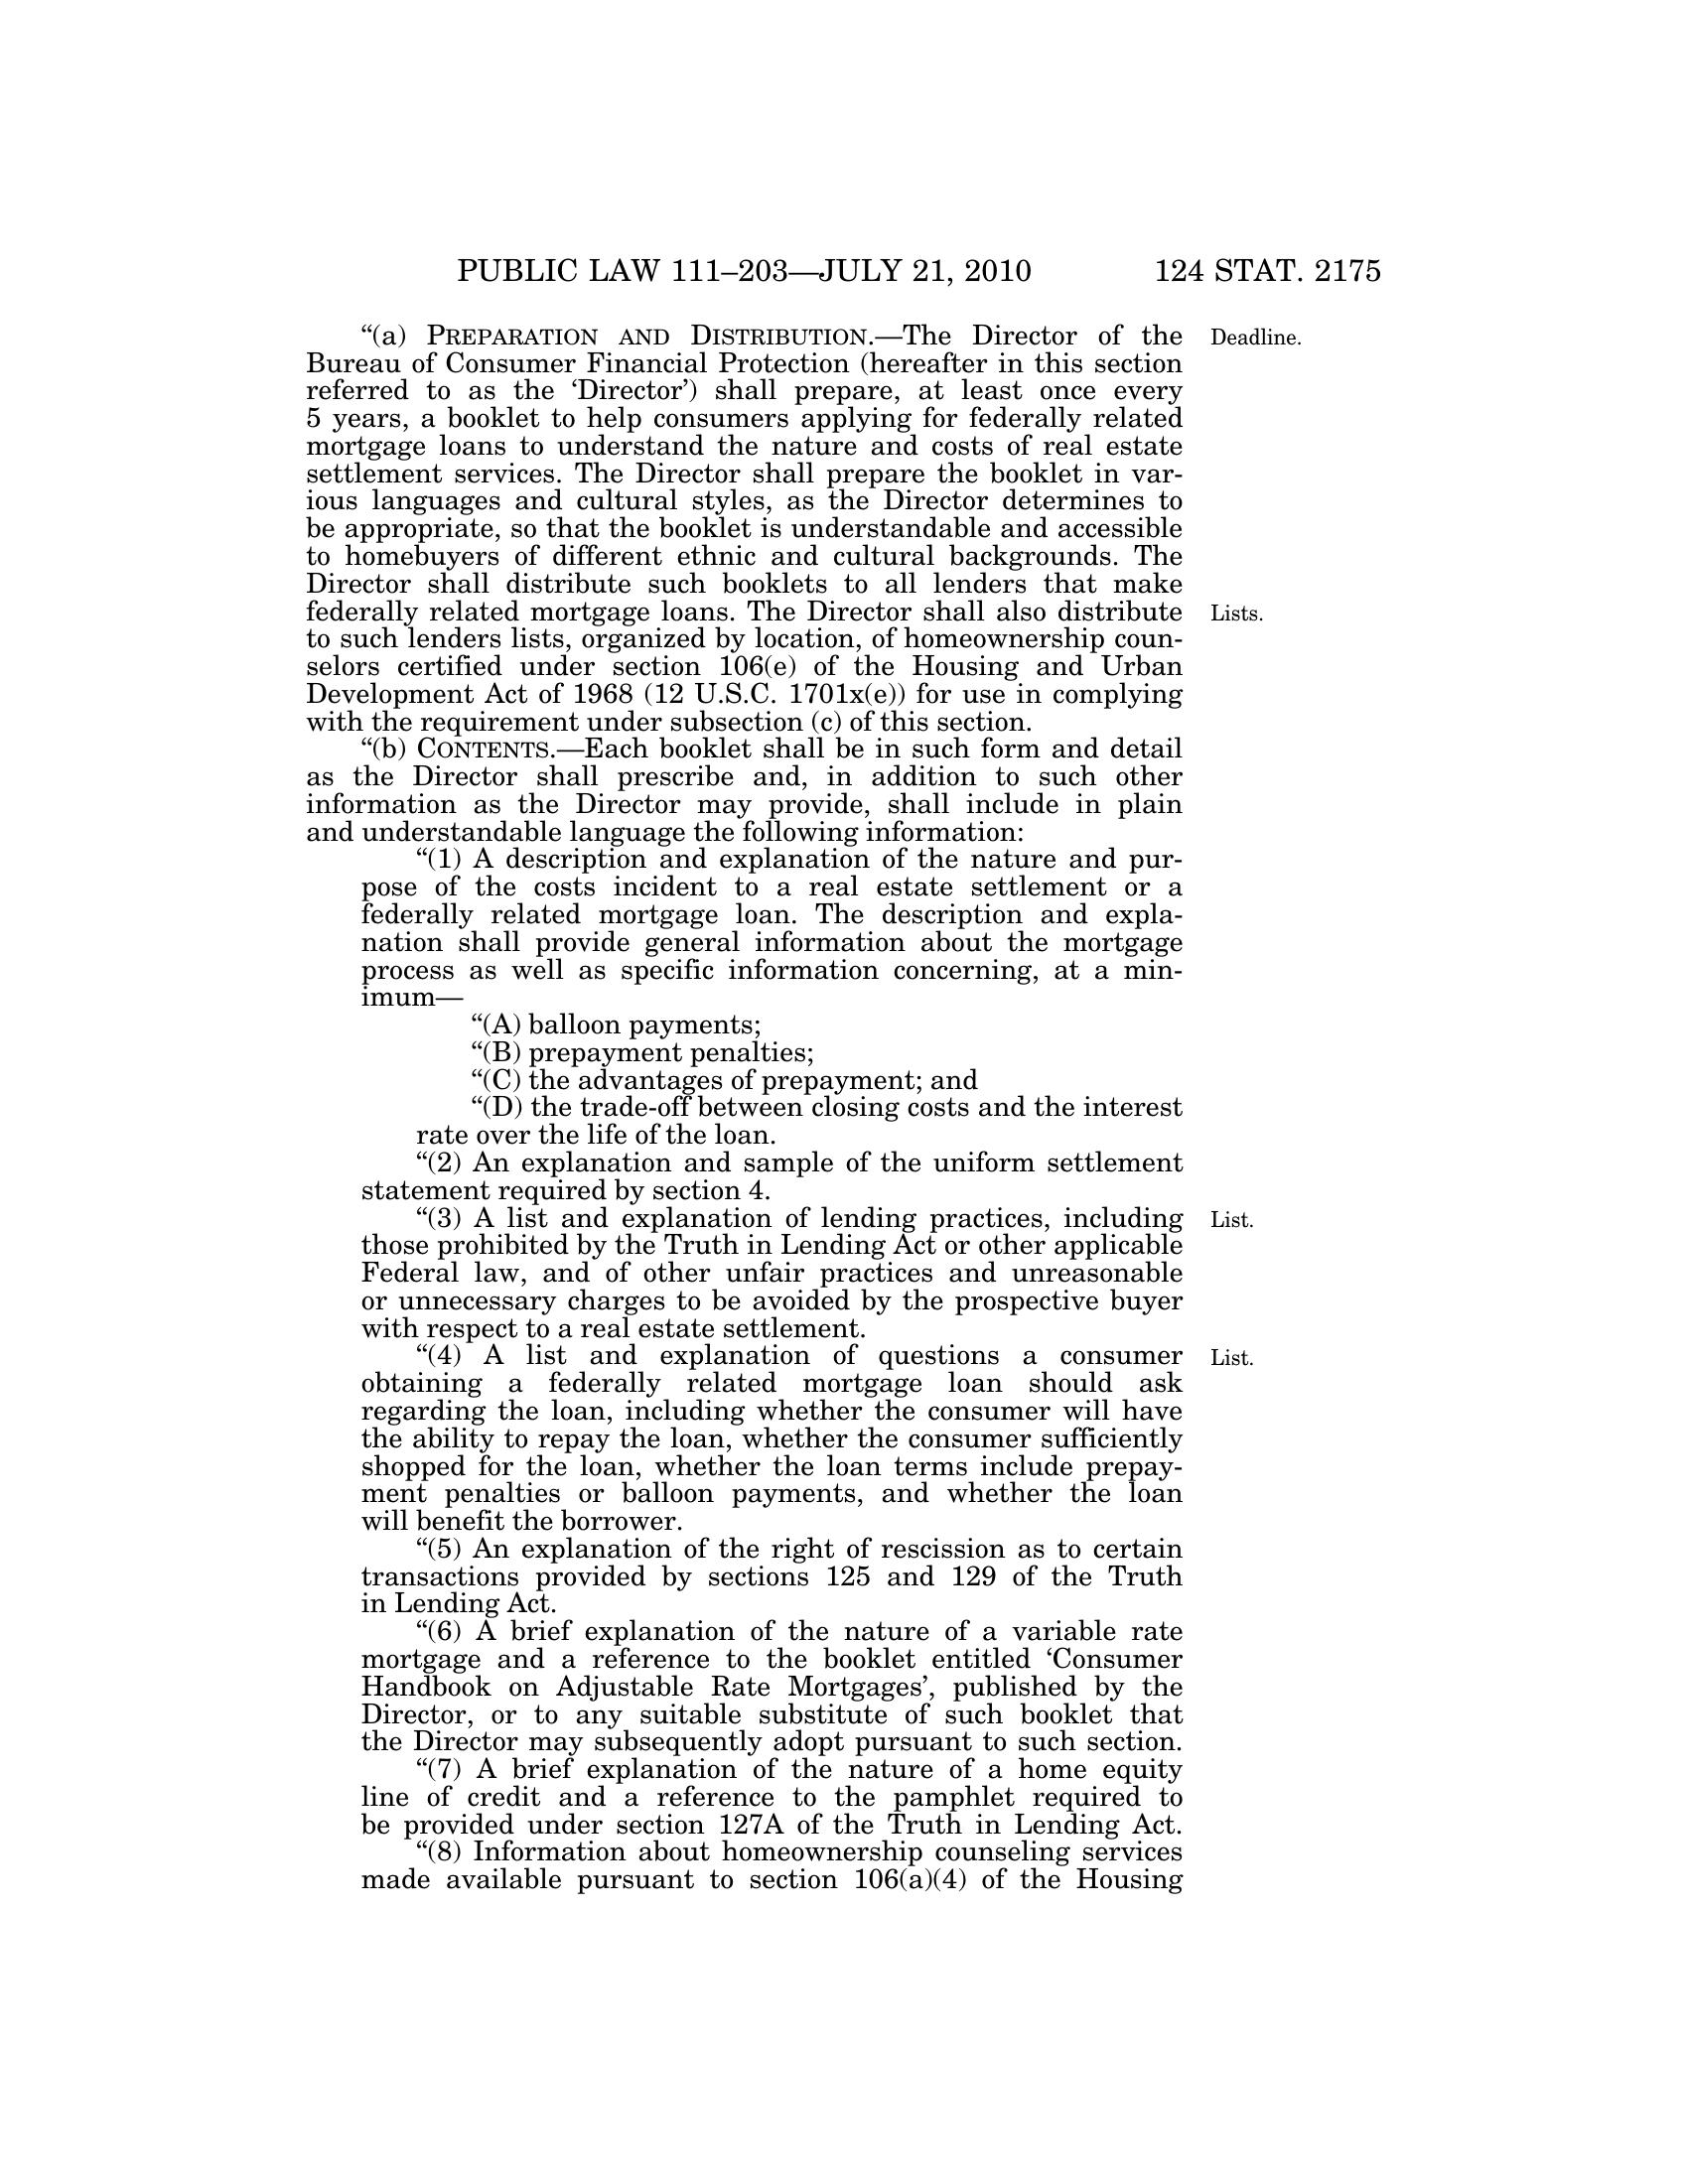 PUBLIC LAW 111–203—JULY 21, 2010 124 STAT. 2175
“(a) PREPARATION AND DISTRIBUTION.—The Director of the Deadline.
Bureau of Consumer Financial Protection (hereafter in this section
referred to as the ‘Director’) shall prepare, at least once every
5 years, a booklet to help consumers applying for federally related
mortgage loans to understand the nature and costs of real estate
settlement services. The Director shall prepare the booklet in var-
ious languages and cultural styles, as the Director determines to
be appropriate, so that the booklet is understandable and accessible
to homebuyers of different ethnic and cultural backgrounds. The
Director shall distribute such booklets to all lenders that make
federally related mortgage loans. The Director shall also distribute Lists.
to such lenders lists, organized by location, of homeownership coun-
selors certified under section 106(e) of the Housing and Urban
Development Act of 1968 (12 U.S.C. 1701x(e)) for use in complying
with the requirement under subsection (c) of this section.
“(b) CONTENTS.—Each booklet shall be in such form and detail
as the Director shall prescribe and, in addition to such other
information as the Director may provide, shall include in plain
and understandable language the following information:
“(1) A description and explanation of the nature and pur-
pose of the costs incident to a real estate settlement or a
federally related mortgage loan. The description and expla-
nation shall provide general information about the mortgage
process as well as specific information concerning, at a min-
imum—
“(A) balloon payments;
“(B) prepayment penalties;
“(C) the advantages of prepayment; and
“(D) the trade-off between closing costs and the interest
rate over the life of the loan.
“(2) An explanation and sample of the uniform settlement
statement required by section 4.
“(3) A list and explanation of lending practices, including List.
those prohibited by the Truth in Lending Act or other applicable
Federal law, and of other unfair practices and unreasonable
or unnecessary charges to be avoided by the prospective buyer
with respect to a real estate settlement.
“(4) A list and explanation of questions a consumer List.
obtaining a federally related mortgage loan should ask
regarding the loan, including whether the consumer will have
the ability to repay the loan, whether the consumer sufficiently
shopped for the loan, whether the loan terms include prepay-
ment penalties or balloon payments, and whether the loan
will benefit the borrower.
“(5) An explanation of the right of rescission as to certain
transactions provided by sections 125 and 129 of the Truth
in Lending Act.
“(6) A brief explanation of the nature of a variable rate
mortgage and a reference to the booklet entitled ‘Consumer
Handbook on Adjustable Rate Mortgages’, published by the
Director, or to any suitable substitute of such booklet that
the Director may subsequently adopt pursuant to such section.
“(7) A brief explanation of the nature of a home equity
line of credit and a reference to the pamphlet required to
be provided under section 127A of the Truth in Lending Act.
“(8) Information about homeownership counseling services
made available pursuant to section 106(a)(4) of the Housing